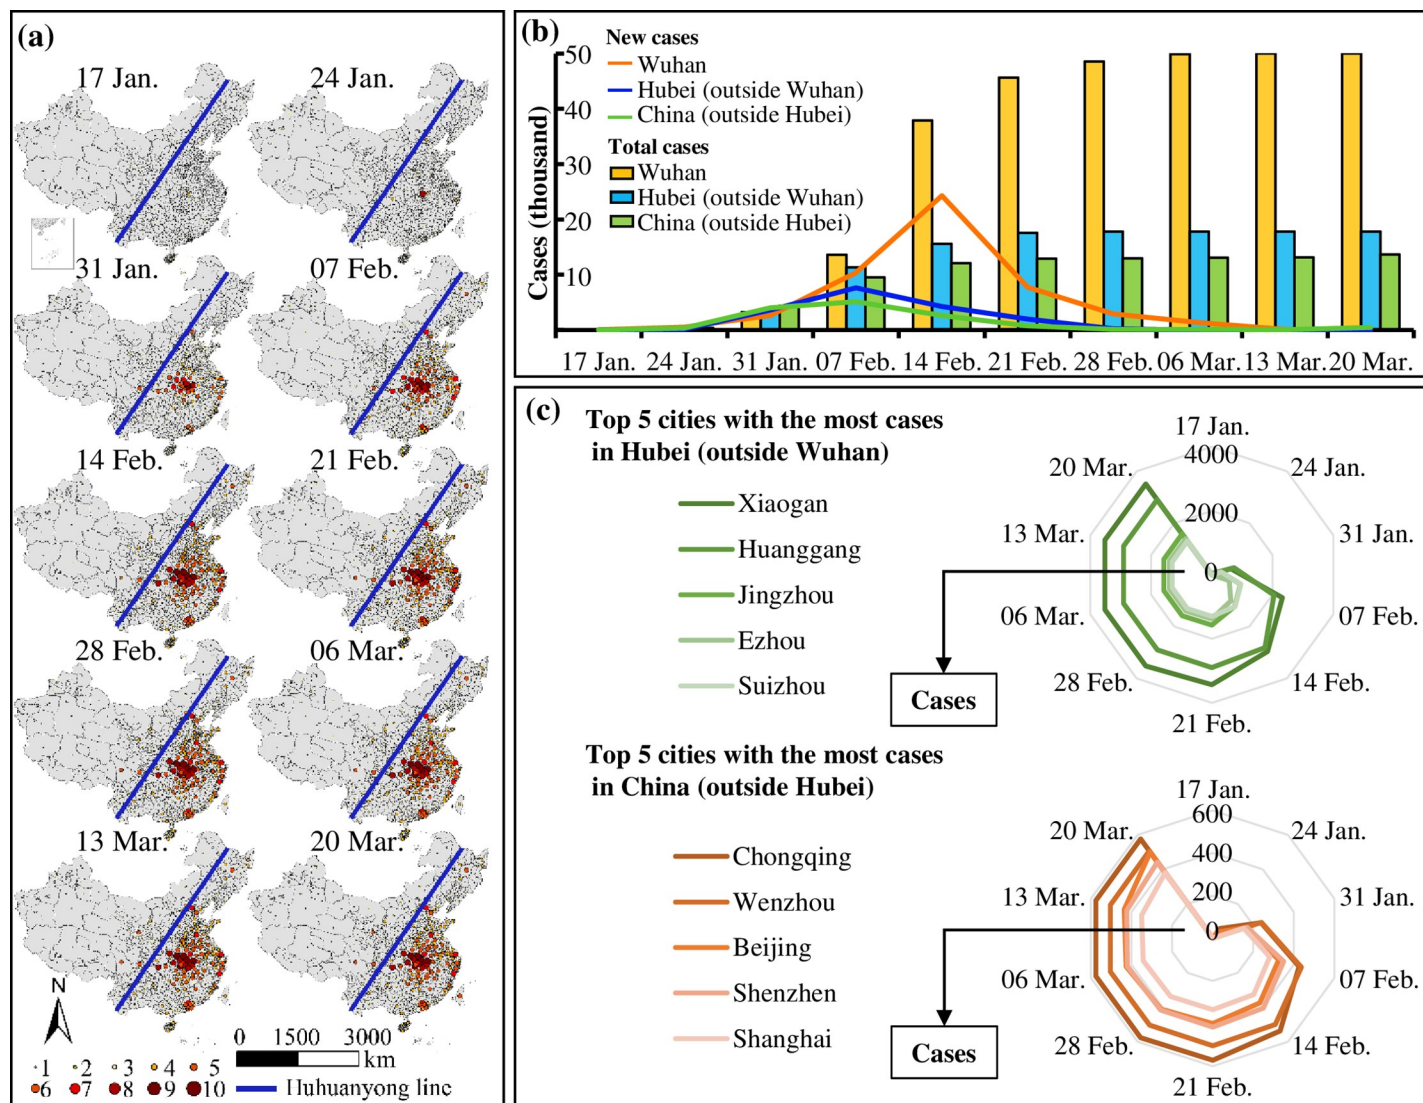 (a)
17 Jan.
24 Jan.
31 Jan.
07 Feb.
14 Feb.
21 Feb.
28 Feb.
06 Mar.
13 Mar.
20 Mar.
N
0 1500 3000
km
1 2 3 4 5
6 7 8 9 10
Huhuanyong line
(b)
New cases
Wuhan
Hubei (outside Wuhan)
China (outside Hubei)
Total cases
Wuhan
Hubei (outside Wuhan)
China (outside Hubei)
Cases (thousand)
50
40
30
20
10
17 Jan. 24 Jan. 31 Jan. 07 Feb. 14 Feb. 21 Feb. 28 Feb. 06 Mar. 13 Mar. 20 Mar.
(c)
Top 5 cities with the most cases
in Hubei (outside Wuhan)
Xiaogan
Huanggang
Jingzhou
Ezhou
Suizhou
Cases
17 Jan.
24 Jan.
31 Jan.
07 Feb.
14 Feb.
21 Feb.
28 Feb.
06 Mar.
13 Mar.
20 Mar.
4000
2000
0
Top 5 cities with the most cases
in China (outside Hubei)
Chongqing
Wenzhou
Beijing
Shenzhen
Shanghai
Cases
17 Jan.
24 Jan.
31 Jan.
07 Feb.
14 Feb.
21 Feb.
28 Feb.
06 Mar.
13 Mar.
20 Mar.
600
400
200
0